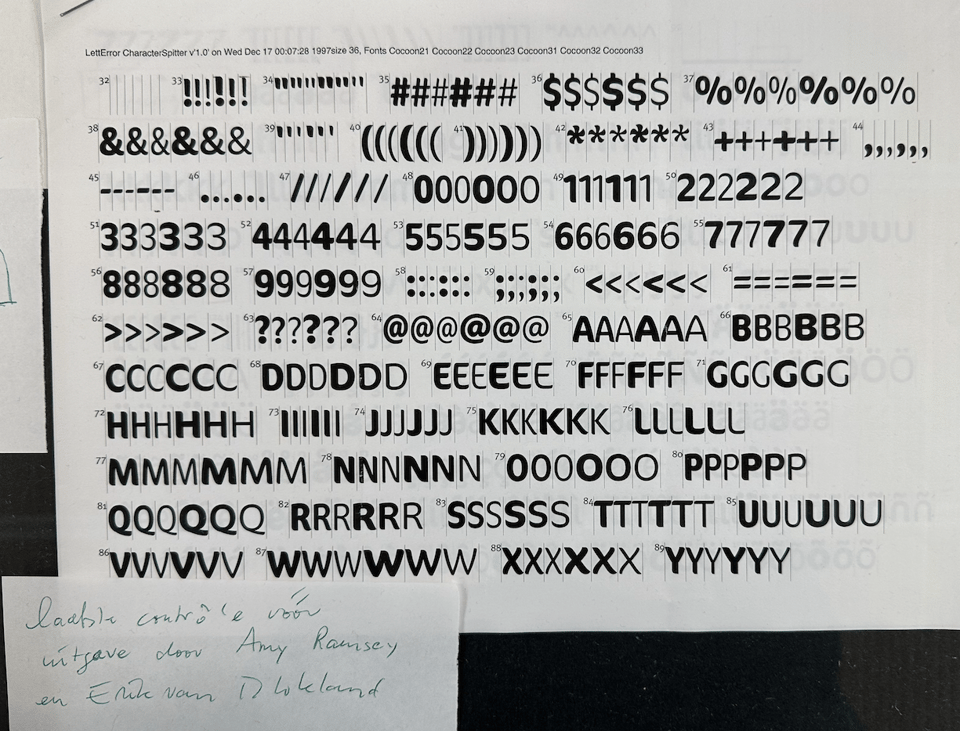 LettError CharacterSpitter v'1.0' on Wed Dec 17 00:07:28 1997size 36, Fonts Cocoon21 Cocoon22 Cocoon23 Cocoon31 Cocoon32 Cocoon33
32 33 !!!!!! 34 """""" 35 ###### 36 $$$$$$ 37 %%%%%%
38 &&&&&& 39 '''''' 40 (((((( 41 )))))) 42 ****** 43 ++++++ 44 ,,,,,,
45 ------ 46 ...... 47 ////// 48 000000 49 111111 50 222222
51 333333 52 444444 53 555555 54 666666 55 777777
56 888888 57 999999 58 :::::: 59 ;;;;;; 60 <<<<<< 61 ======
62 >>>>>> 63 ?????? 64 @@@@@@ 65 AAAAAA 66 BBBBBB
67 CCCCCC 68 DDDDDD 69 EEEEEE 70 FFFFFF 71 GGGGGG
72 HHHHHH 73 IIIIII 74 JJJJJJ 75 KKKKKK 76 LLLLLL
77 MMMMMM 78 NNNNNN 79 OOOOOO 80 PPPPPP
81 QQQQQQ 82 RRRRRR 83 SSSSSS 84 TTTTTT 85 UUUUUU
86 VVVVVV 87 WWWWWW 88 XXXXXX 89 YYYYYY
laatste contrôle vóór
uitgave door Amy Ramsey
en Erik van Blokland